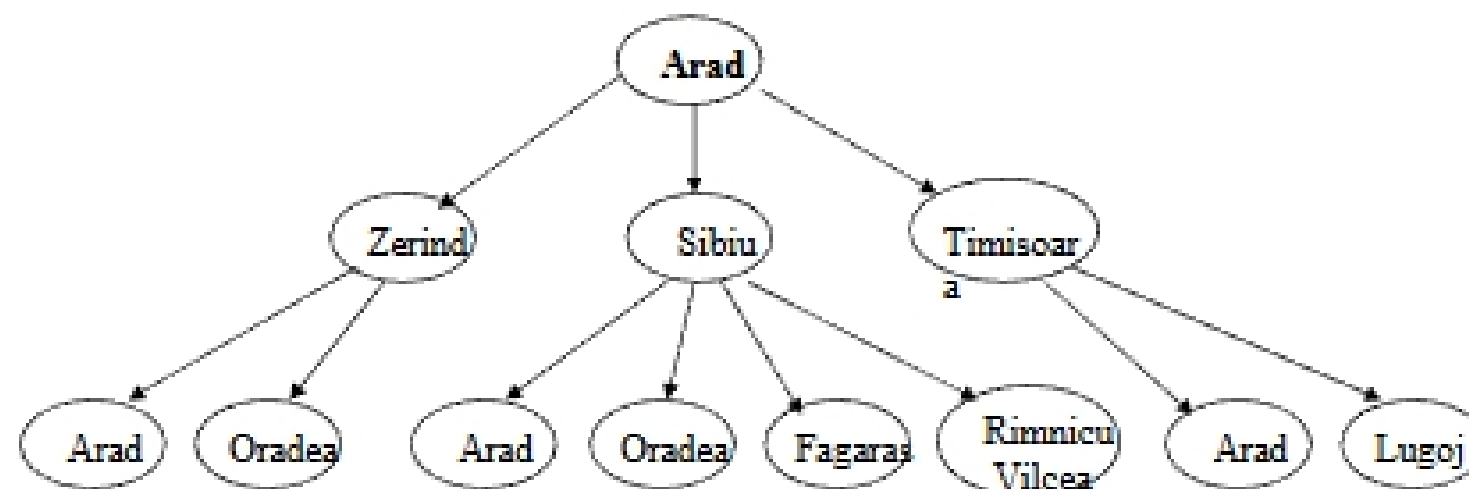 Arad
Zerind
Sibiu
Timisoar
a
Arad
Oradea
Arad
Oradea
Fagaras
Rimnicu
Vilcea
Arad
Lugoj